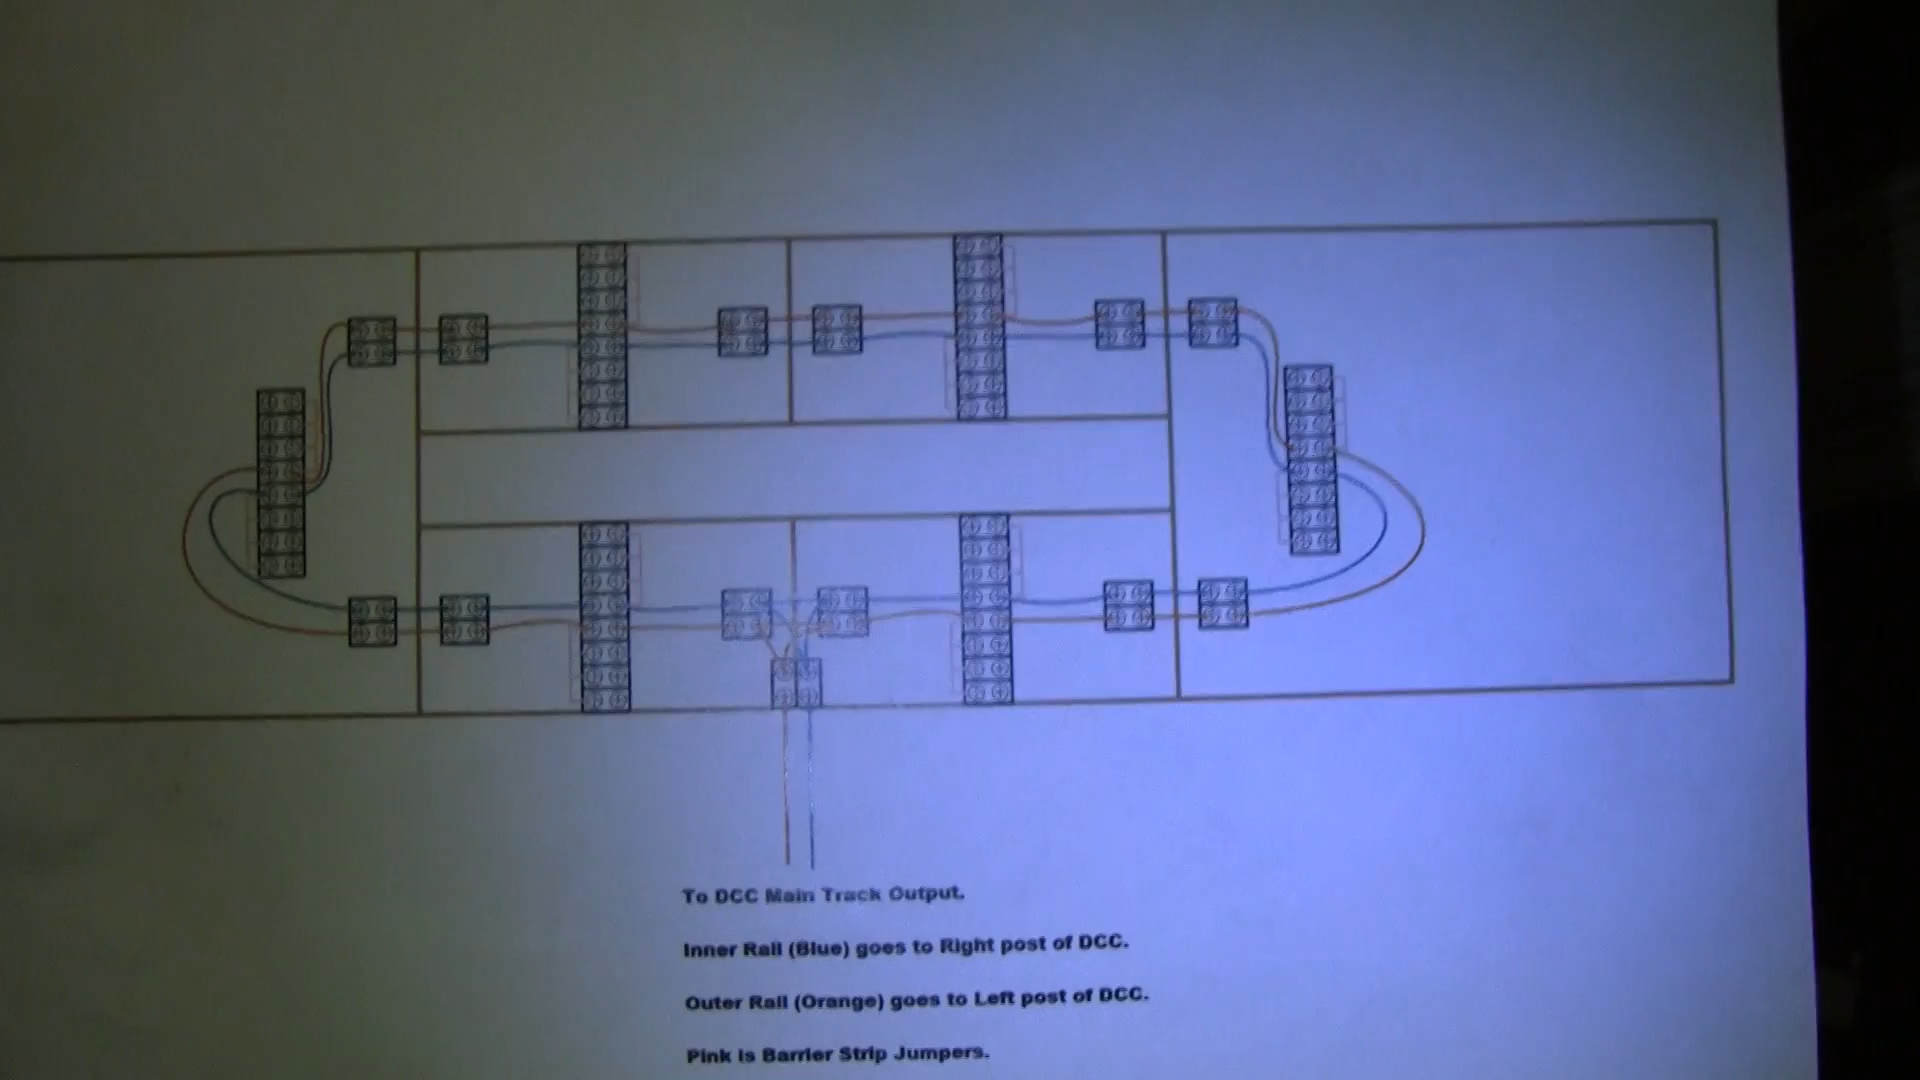 To DCC Main Track Output.
Inner Rail (Blue) goes to Right post of DCC.
Outer Rail (Orange) goes to Left post of DCC.
Pink is Barrier Strip Jumpers.